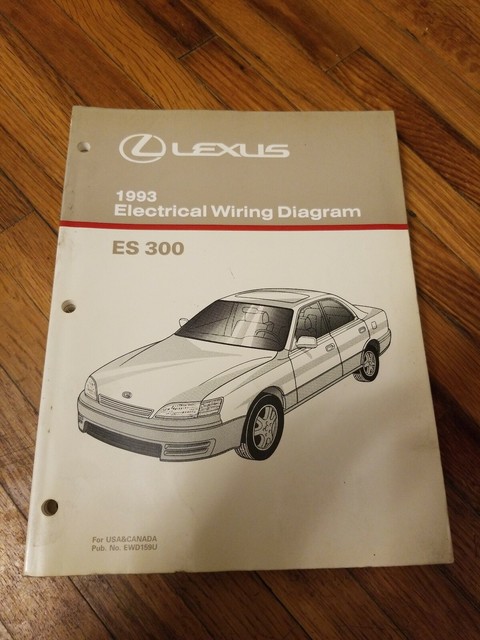 LEXUS
1993
Electrical Wiring Diagram
ES 300
For USA&CANADA
Pub. No. EWD159U